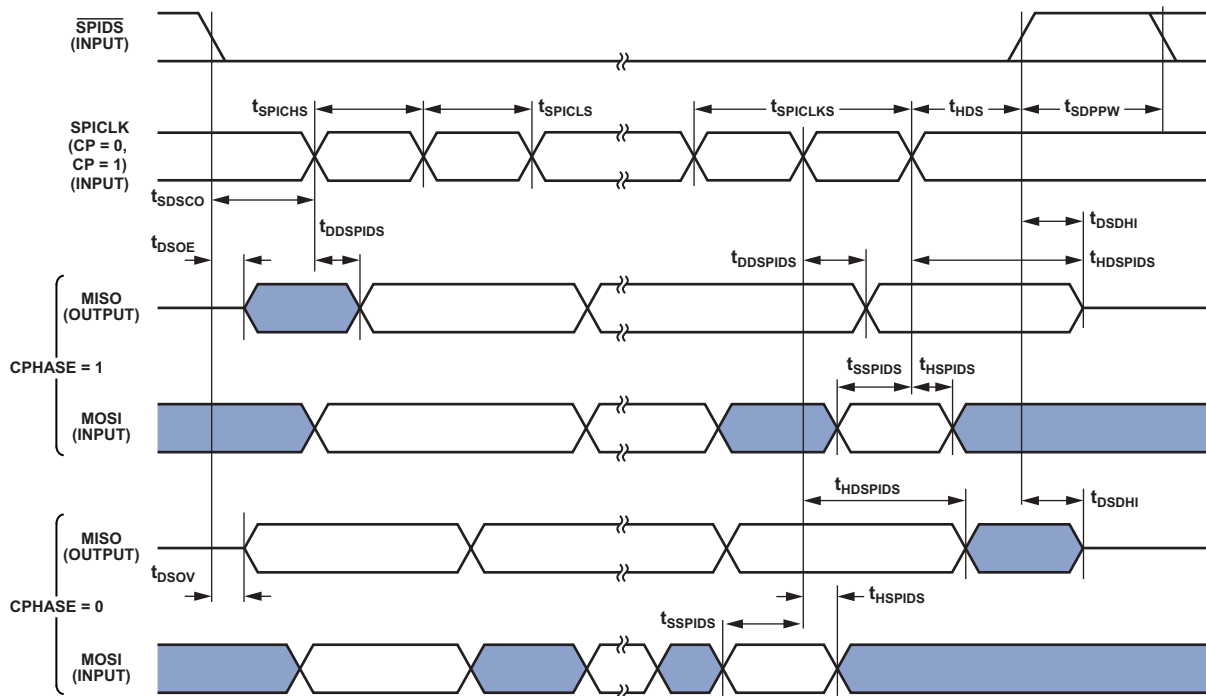 SPIDS
(INPUT)
tSPICHS
tSPICLS
tSPICLKS
tHDS
tSDPPW
SPICLK
(CP = 0,
CP = 1)
(INPUT)
tSDSCO
tDSOE
tDDSPIDS
tDDSPIDS
tDSDHI
tHDSPIDS
MISO
(OUTPUT)
CPHASE = 1
tSSPIDS
tHSPIDS
MOSI
(INPUT)
tHDSPIDS
tDSDHI
MISO
(OUTPUT)
tDSOV
CPHASE = 0
tHSPIDS
tSSPIDS
MOSI
(INPUT)